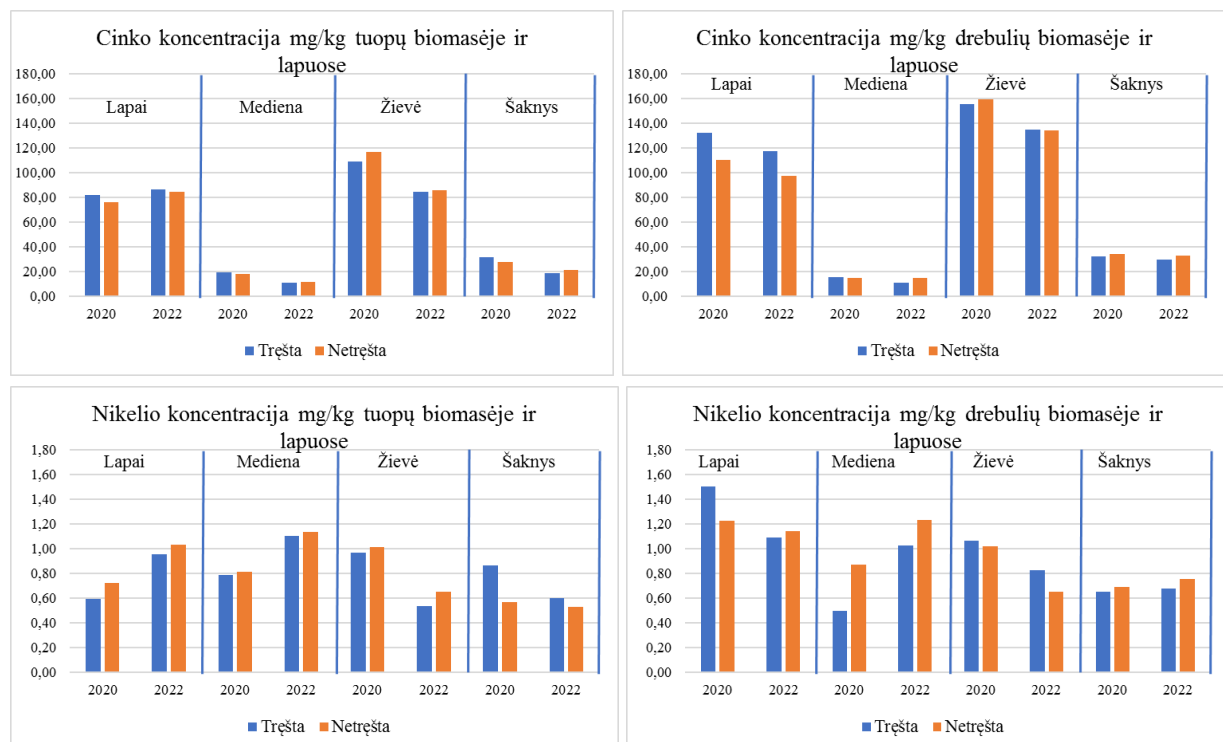 Cinko koncentracija mg/kg tuopų biomasėje ir
lapuose
180,00
160,00
140,00
120,00
100,00
80,00
60,00
40,00
20,00
0,00
Lapai
Mediena
Žievė
Šaknys
2020 2022 2020 2022 2020 2022 2020 2022
Tręšta Netręšta
Cinko koncentracija mg/kg drebulių biomasėje ir
lapuose
180,00
160,00
140,00
120,00
100,00
80,00
60,00
40,00
20,00
0,00
Lapai
Mediena
Žievė
Šaknys
2020 2022 2020 2022 2020 2022 2020 2022
Tręšta Netręšta
Nikelio koncentracija mg/kg tuopų biomasėje ir
lapuose
1,80
1,60
1,40
1,20
1,00
0,80
0,60
0,40
0,20
0,00
Lapai
Mediena
Žievė
Šaknys
2020 2022 2020 2022 2020 2022 2020 2022
Tręšta Netręšta
Nikelio koncentracija mg/kg drebulių biomasėje ir
lapuose
1,80
1,60
1,40
1,20
1,00
0,80
0,60
0,40
0,20
0,00
Lapai
Mediena
Žievė
Šaknys
2020 2022 2020 2022 2020 2022 2020 2022
Tręšta Netręšta